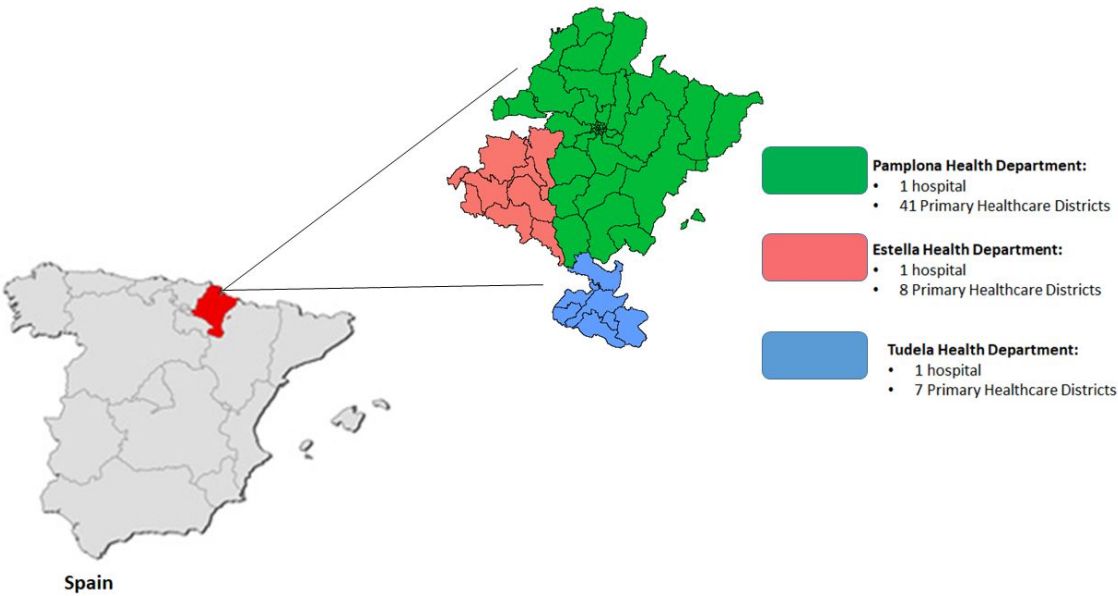 Pamplona Health Department:
• 1 hospital
• 41 Primary Healthcare Districts
Estella Health Department:
• 1 hospital
• 8 Primary Healthcare Districts
Tudela Health Department:
• 1 hospital
• 7 Primary Healthcare Districts
Spain